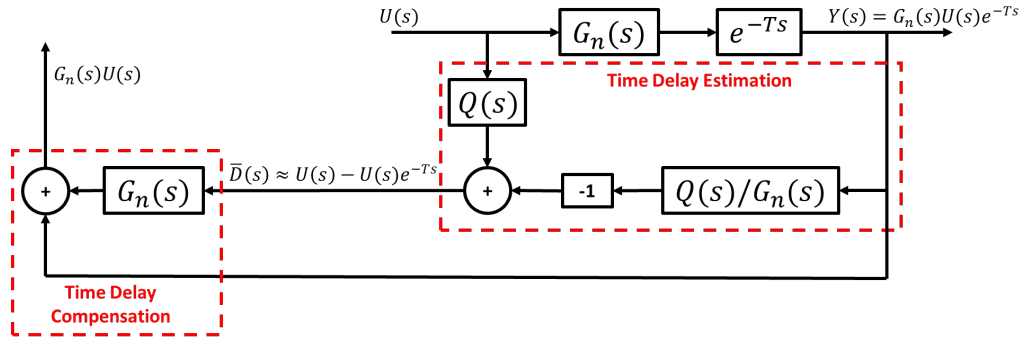 U(s)
G_n(s)
e^{-Ts}
Y(s) = G_n(s)U(s)e^{-Ts}
G_n(s)U(s)
Time Delay Estimation
Q(s)
+
G_n(s)
D̅(s) ≈ U(s) − U(s)e^{-Ts}
+
-1
Q(s)/G_n(s)
Time Delay
Compensation